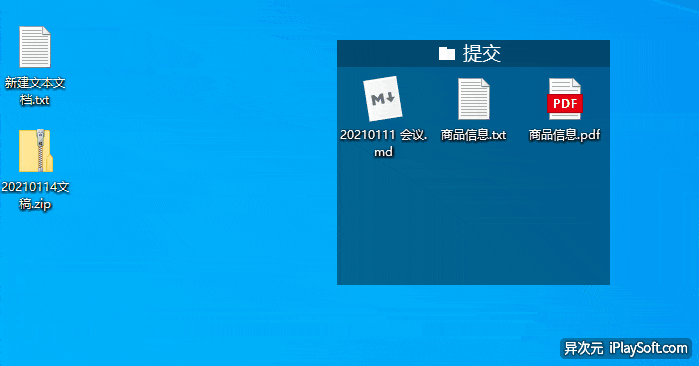 新建文本文
档.txt
20210114文
稿.zip
提交
M
20210111 会议.
md
商品信息.txt
PDF
商品信息.pdf
异次元 iPlaySoft.com